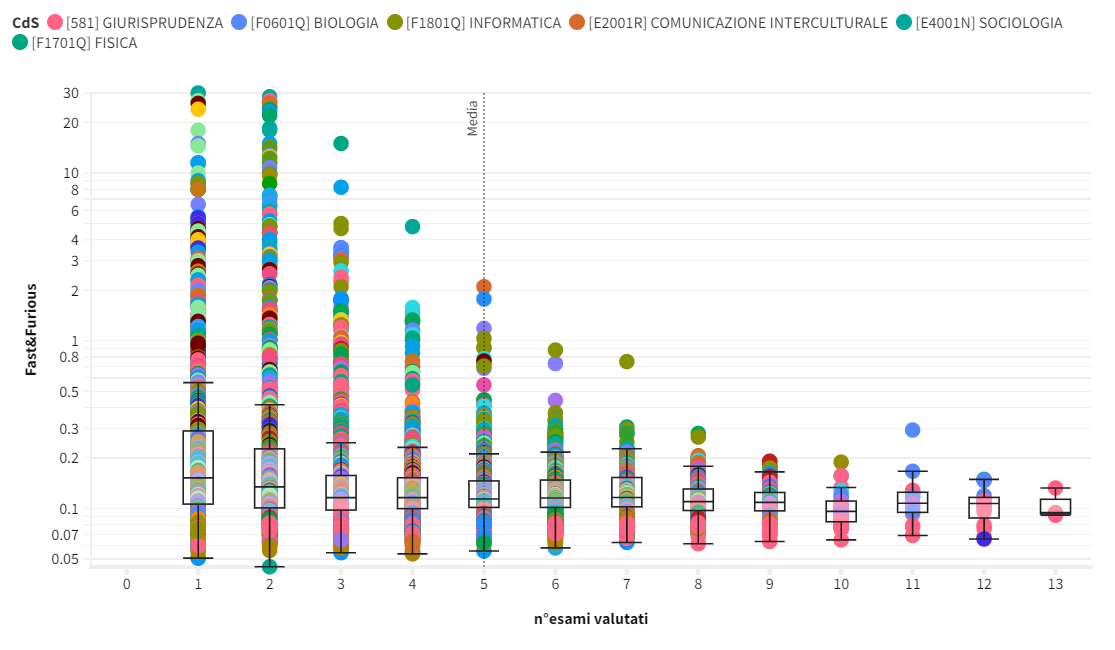 CdS [581] GIURISPRUDENZA [F0601Q] BIOLOGIA [F1801Q] INFORMATICA [E2001R] COMUNICAZIONE INTERCULTURALE [E4001N] SOCIOLOGIA
[F1701Q] FISICA
30
20
10
8
6
4
3
2
1
0.8
0.5
0.3
0.2
0.1
0.07
0.05
Fast&Furious
Media
0 1 2 3 4 5 6 7 8 9 10 11 12 13
n°esami valutati